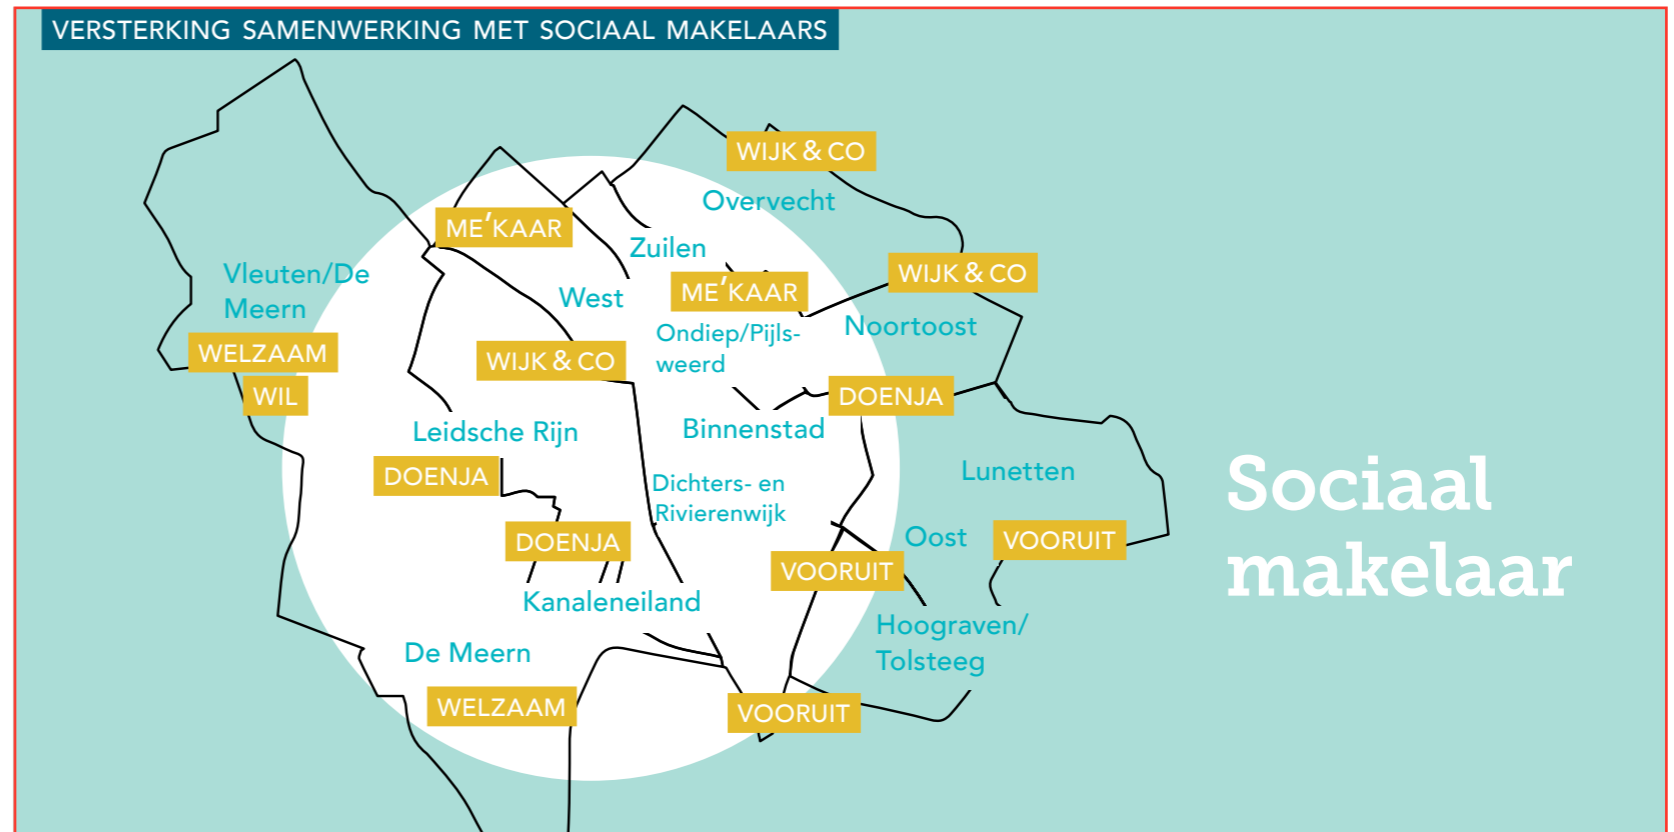 VERSTERKING SAMENWERKING MET SOCIAAL MAKELAARS
WIJK & CO
Overvecht
ME'KAAR
Zuilen
Vleuten/De
Meern
WIJK & CO
ME'KAAR
West
Noortoost
Ondiep/Pijls-
weerd
WELZAAM
WIJK & CO
WIL
DOENJA
Leidsche Rijn
Binnenstad
Lunetten
DOENJA
Dichters- en
Rivierenwijk
Sociaal
makelaar
DOENJA
Oost
VOORUIT
VOORUIT
Kanaleneiland
Hoograven/
Tolsteeg
De Meern
WELZAAM
VOORUIT